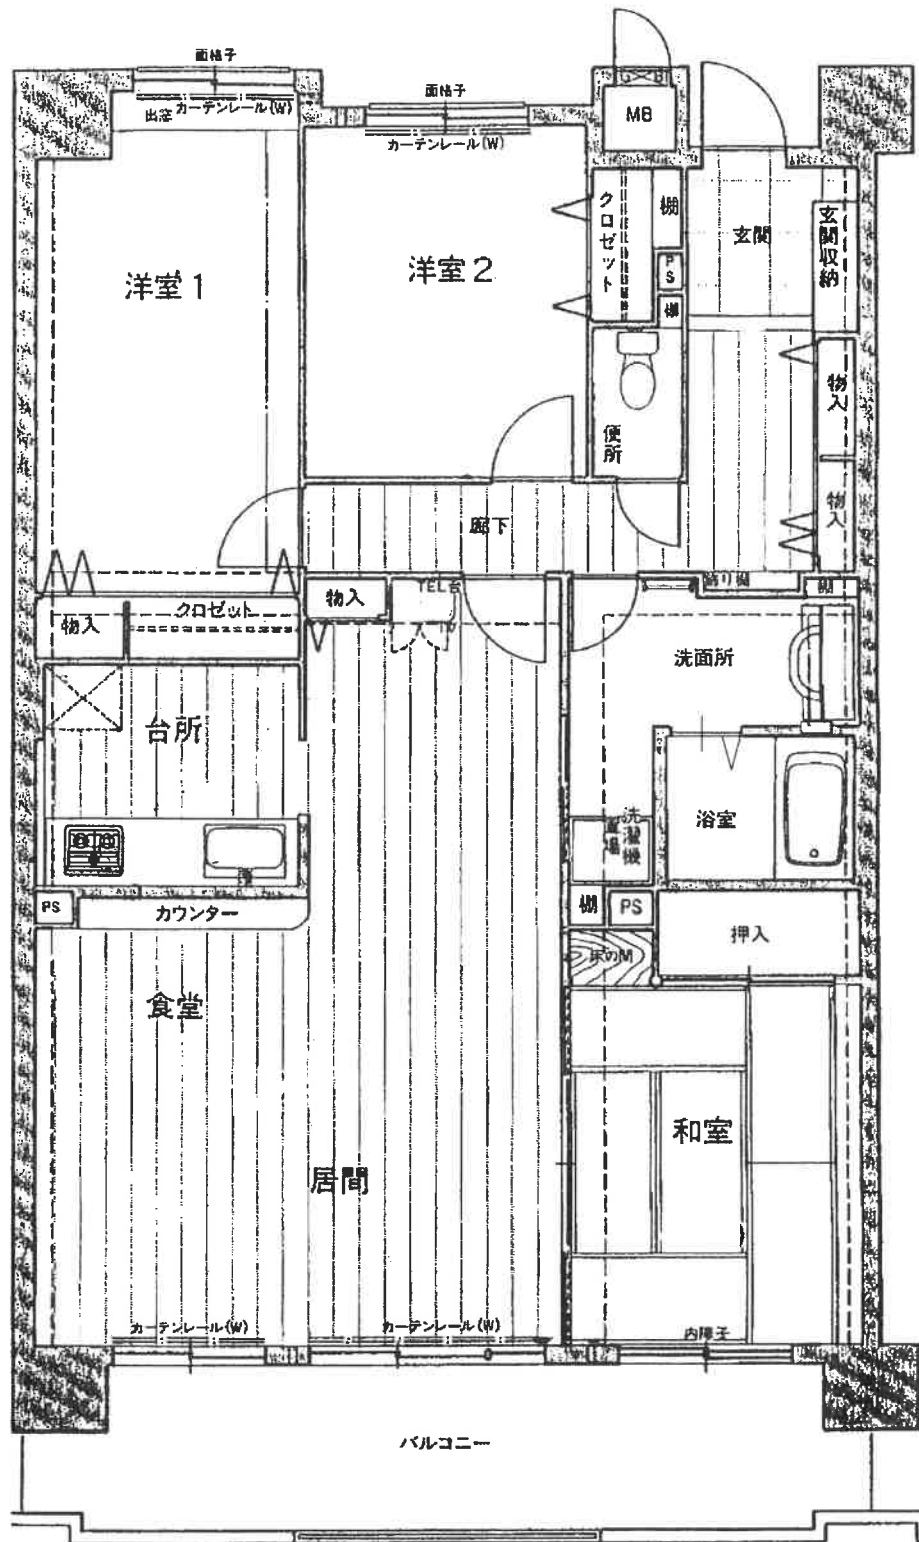 面格子
カーテンレール(W)
出窓
面格子
カーテンレール(W)
MB
洋室1
洋室2
クロゼット
棚
PS
棚
玄関
玄関収納
便所
物入
物入
廊下
飾り棚
棚
物入
クロゼット
物入
TEL台
洗面所
台所
浴室
洗濯機
置場
PS
カウンター
棚
PS
押入
床の間
食堂
和室
居間
カーテンレール(W)
カーテンレール(W)
内障子
バルコニー